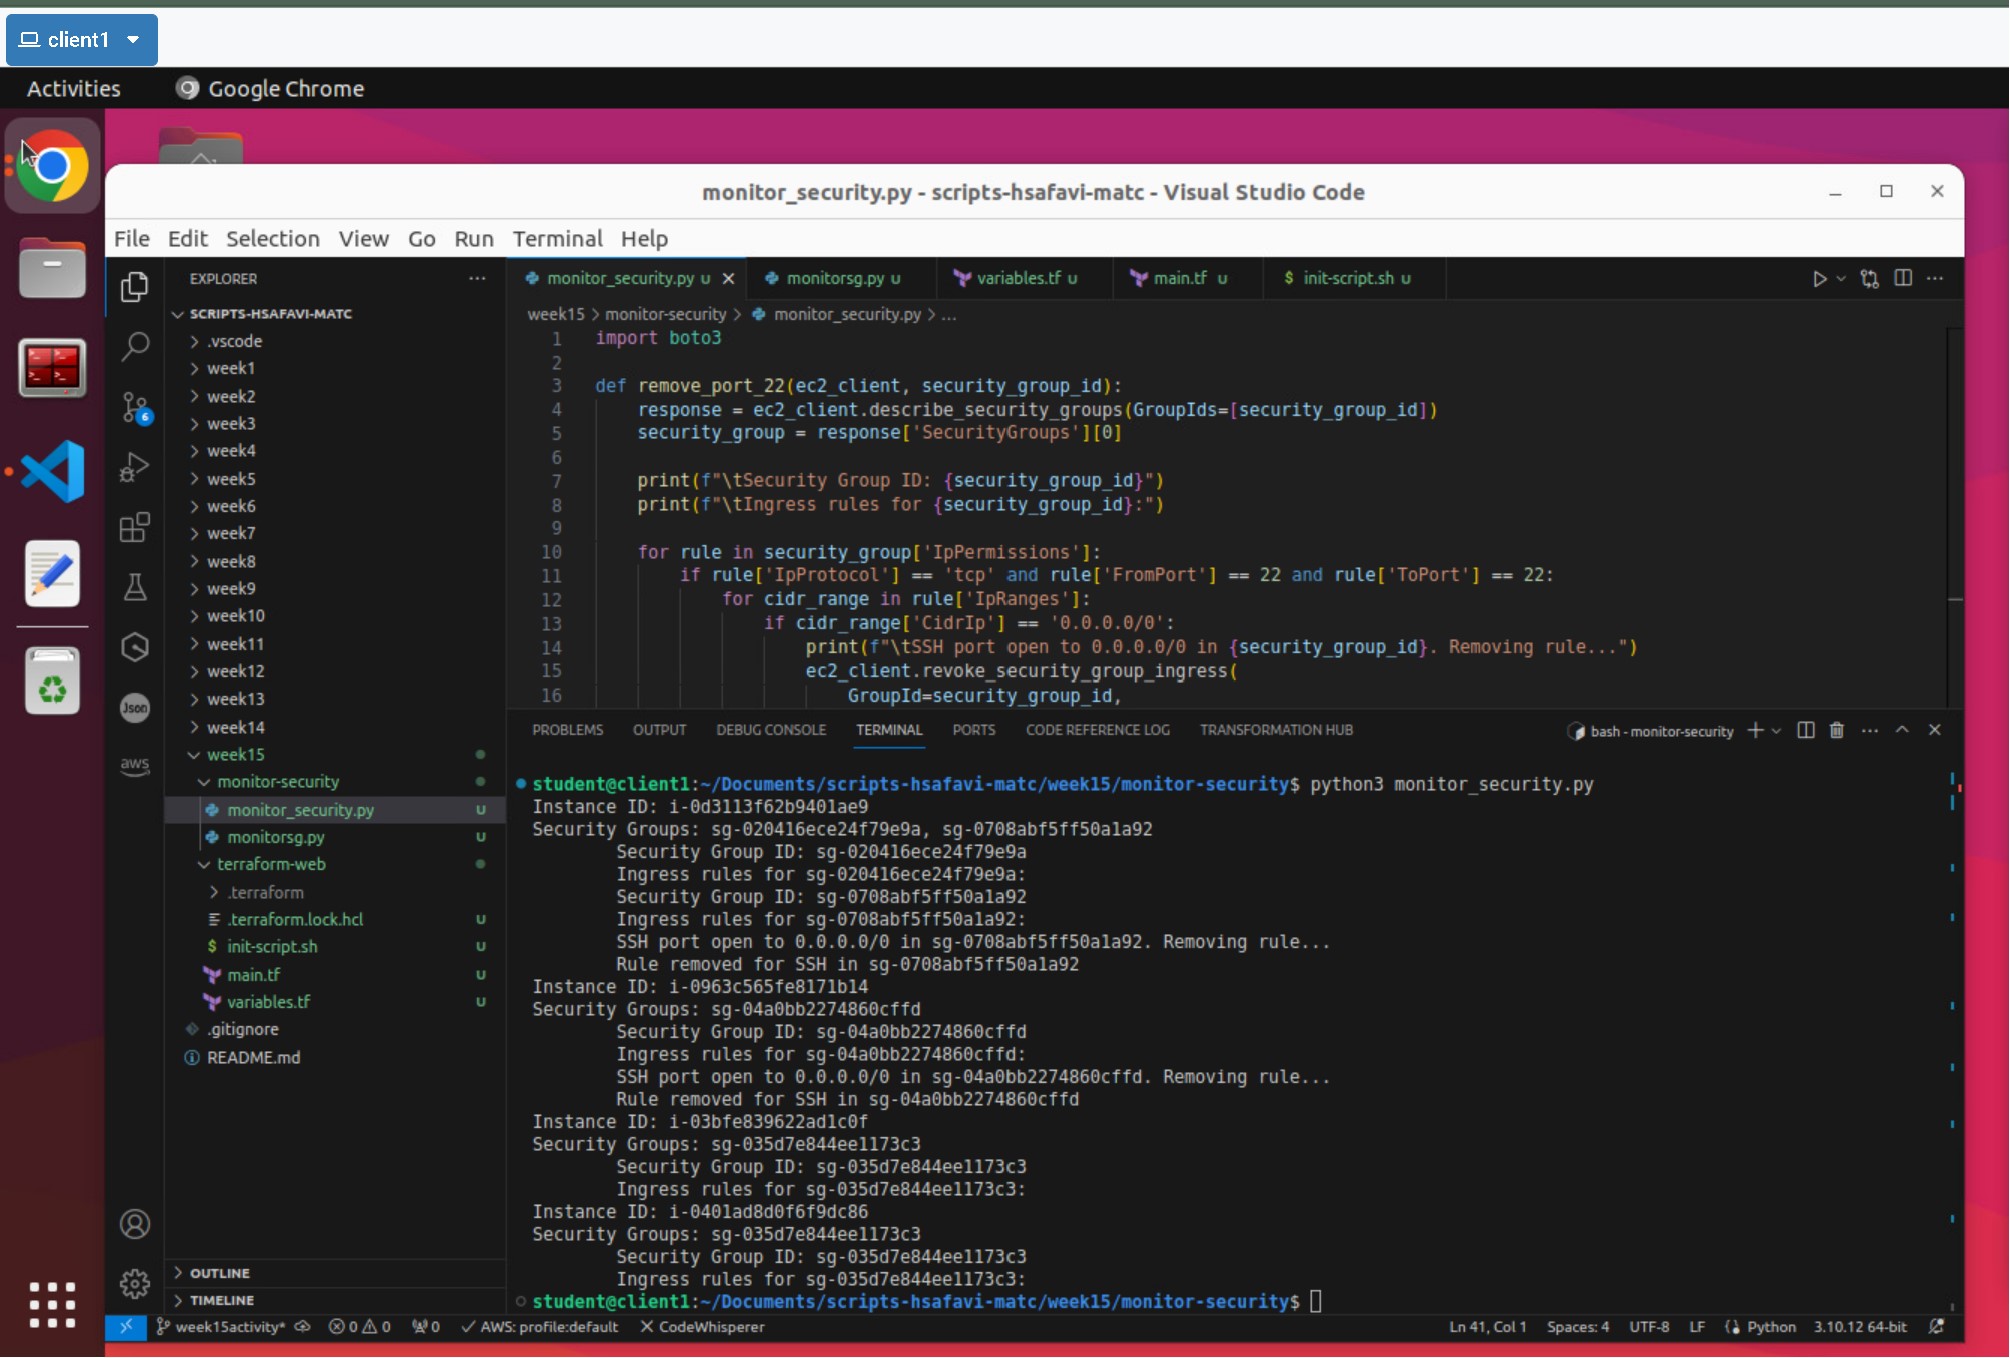 client1
Activities
Google Chrome
monitor_security.py - scripts-hsafavi-matc - Visual Studio Code
File Edit Selection View Go Run Terminal Help
EXPLORER
SCRIPTS-HSAFAVI-MATC
.vscode
week1
week2
week3
week4
week5
week6
week7
week8
week9
week10
week11
week12
week13
week14
week15
monitor-security
monitor_security.py U
monitorsg.py U
terraform-web
.terraform
.terraform.lock.hcl U
$ init-script.sh U
main.tf U
variables.tf U
.gitignore
README.md
OUTLINE
TIMELINE
6
Json
aws
monitor_security.py U monitorsg.py U variables.tf U main.tf U $ init-script.sh U
week15 > monitor-security > monitor_security.py > ...
1 import boto3
2
3 def remove_port_22(ec2_client, security_group_id):
4 response = ec2_client.describe_security_groups(GroupIds=[security_group_id])
5 security_group = response['SecurityGroups'][0]
6
7 print(f"\tSecurity Group ID: {security_group_id}")
8 print(f"\tIngress rules for {security_group_id}:")
9
10 for rule in security_group['IpPermissions']:
11 if rule['IpProtocol'] == 'tcp' and rule['FromPort'] == 22 and rule['ToPort'] == 22:
12 for cidr_range in rule['IpRanges']:
13 if cidr_range['CidrIp'] == '0.0.0.0/0':
14 print(f"\tSSH port open to 0.0.0.0/0 in {security_group_id}. Removing rule...")
15 ec2_client.revoke_security_group_ingress(
16 GroupId=security_group_id,
PROBLEMS OUTPUT DEBUG CONSOLE TERMINAL PORTS CODE REFERENCE LOG TRANSFORMATION HUB
bash - monitor-security
student@client1:~/Documents/scripts-hsafavi-matc/week15/monitor-security$ python3 monitor_security.py
Instance ID: i-0d3113f62b9401ae9
Security Groups: sg-020416ece24f79e9a, sg-0708abf5ff50a1a92
Security Group ID: sg-020416ece24f79e9a
Ingress rules for sg-020416ece24f79e9a:
Security Group ID: sg-0708abf5ff50a1a92
Ingress rules for sg-0708abf5ff50a1a92:
SSH port open to 0.0.0.0/0 in sg-0708abf5ff50a1a92. Removing rule...
Rule removed for SSH in sg-0708abf5ff50a1a92
Instance ID: i-0963c565fe8171b14
Security Groups: sg-04a0bb2274860cffd
Security Group ID: sg-04a0bb2274860cffd
Ingress rules for sg-04a0bb2274860cffd:
SSH port open to 0.0.0.0/0 in sg-04a0bb2274860cffd. Removing rule...
Rule removed for SSH in sg-04a0bb2274860cffd
Instance ID: i-03bfe839622ad1c0f
Security Groups: sg-035d7e844ee1173c3
Security Group ID: sg-035d7e844ee1173c3
Ingress rules for sg-035d7e844ee1173c3:
Instance ID: i-0401ad8d0f6f9dc86
Security Groups: sg-035d7e844ee1173c3
Security Group ID: sg-035d7e844ee1173c3
Ingress rules for sg-035d7e844ee1173c3:
student@client1:~/Documents/scripts-hsafavi-matc/week15/monitor-security$
week15activity* 0 0 0 AWS: profile:default CodeWhisperer
Ln 41, Col 1 Spaces: 4 UTF-8 LF Python 3.10.12 64-bit